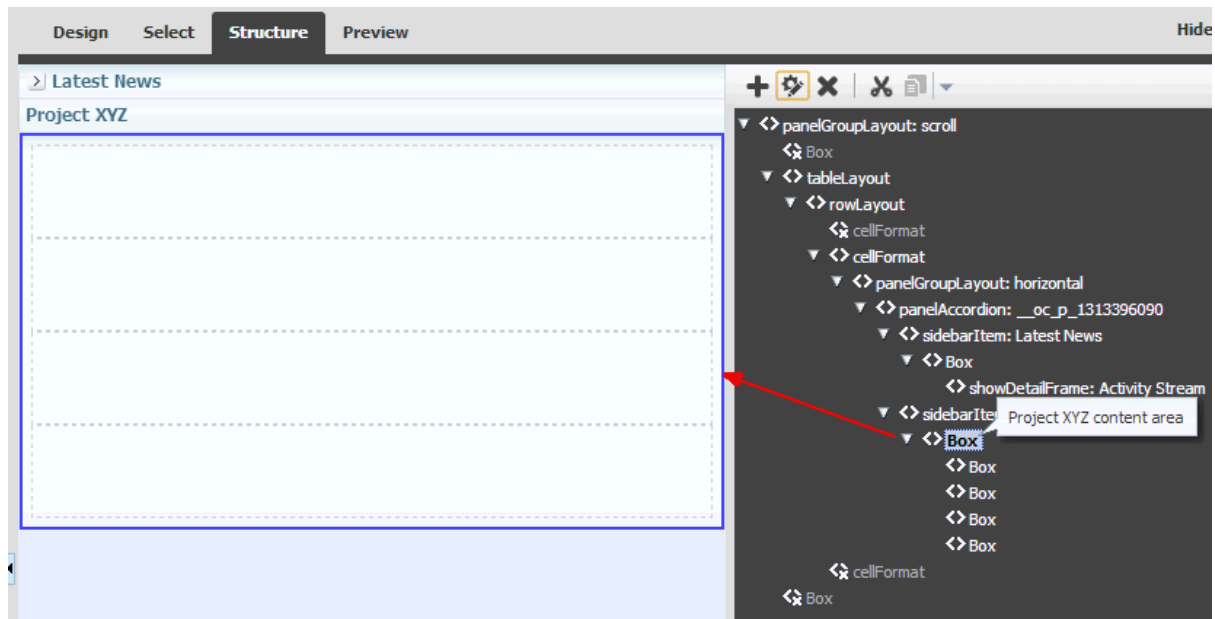 Design Select Structure Preview Hide
Latest News
Project XYZ
panelGroupLayout: scroll
Box
tableLayout
rowLayout
cellFormat
cellFormat
panelGroupLayout: horizontal
panelAccordion: __oc_p_1313396090
sidebarItem: Latest News
Box
showDetailFrame: Activity Stream
sidebarIte
Project XYZ content area
Box
Box
Box
Box
Box
cellFormat
Box